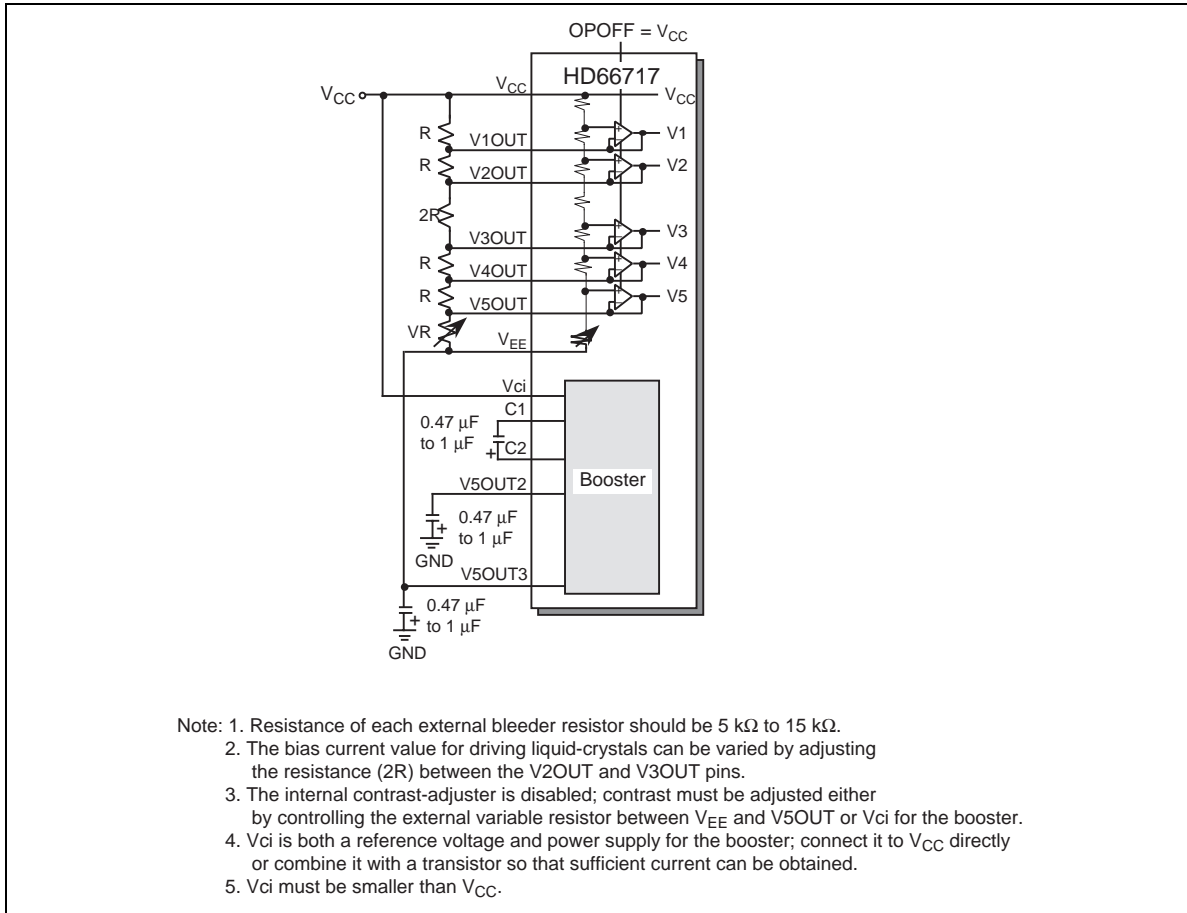 OPOFF = VCC
HD66717
VCC
VCC
VCC
R
V1OUT
V1
R
V2OUT
V2
2R
V3OUT
V3
R
V4OUT
V4
R
V5OUT
V5
VR
VEE
Vci
C1
0.47 µF
to 1 µF
+
C2
Booster
V5OUT2
0.47 µF
+
to 1 µF
GND
V5OUT3
0.47 µF
+
to 1 µF
GND
Note: 1. Resistance of each external bleeder resistor should be 5 kΩ to 15 kΩ.
2. The bias current value for driving liquid-crystals can be varied by adjusting
the resistance (2R) between the V2OUT and V3OUT pins.
3. The internal contrast-adjuster is disabled; contrast must be adjusted either
by controlling the external variable resistor between VEE and V5OUT or Vci for the booster.
4. Vci is both a reference voltage and power supply for the booster; connect it to VCC directly
or combine it with a transistor so that sufficient current can be obtained.
5. Vci must be smaller than VCC.